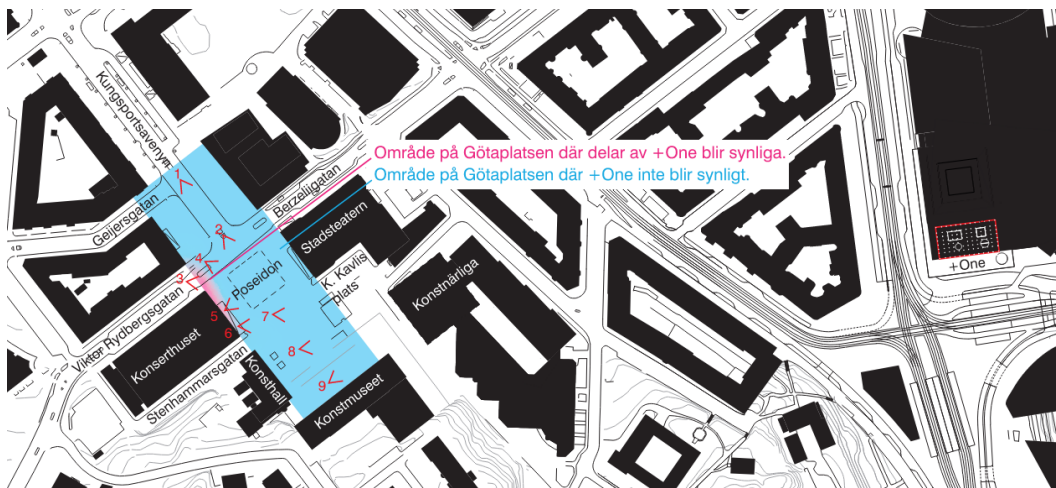 Kungsportsavenyn
Område på Götaplatsen där delar av +One blir synliga.
Område på Götaplatsen där +One inte blir synligt.
1
Geijersgatan
Berzeliigatan
2
Stadsteatern
4
3
Poseidon
K. Kavlis
plats
Konstnärliga
+One
Viktor Rydbergsgatan
5
6
7
Konserthuset
Stenhammarsgatan
8
Konsthall
9
Konstmuseet